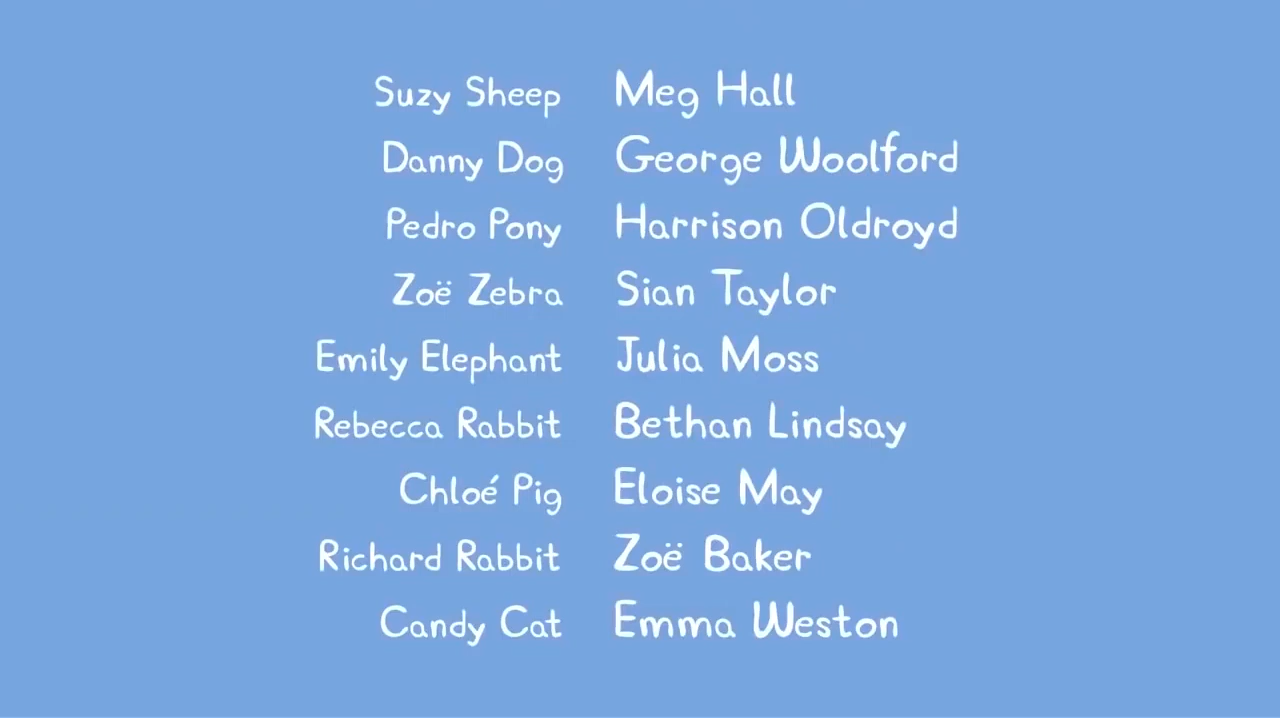 Suzy Sheep Meg Hall
Danny Dog George Woolford
Pedro Pony Harrison Oldroyd
Zoë Zebra Sian Taylor
Emily Elephant Julia Moss
Rebecca Rabbit Bethan Lindsay
Chloé Pig Eloise May
Richard Rabbit Zoë Baker
Candy Cat Emma Weston